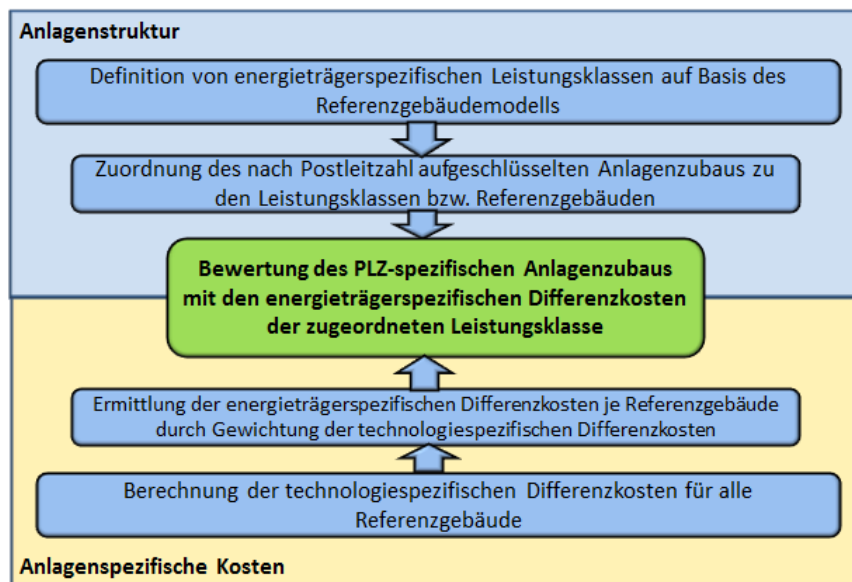 Anlagenstruktur
Definition von energieträgerspezifischen Leistungsklassen auf Basis des
Referenzgebäudemodells
Zuordnung des nach Postleitzahl aufgeschlüsselten Anlagenzubaus zu
den Leistungsklassen bzw. Referenzgebäuden
Bewertung des PLZ-spezifischen Anlagenzubaus
mit den energieträgerspezifischen Differenzkosten
der zugeordneten Leistungsklasse
Ermittlung der energieträgerspezifischen Differenzkosten je Referenzgebäude
durch Gewichtung der technologiespezifischen Differenzkosten
Berechnung der technologiespezifischen Differenzkosten für alle
Referenzgebäude
Anlagenspezifische Kosten